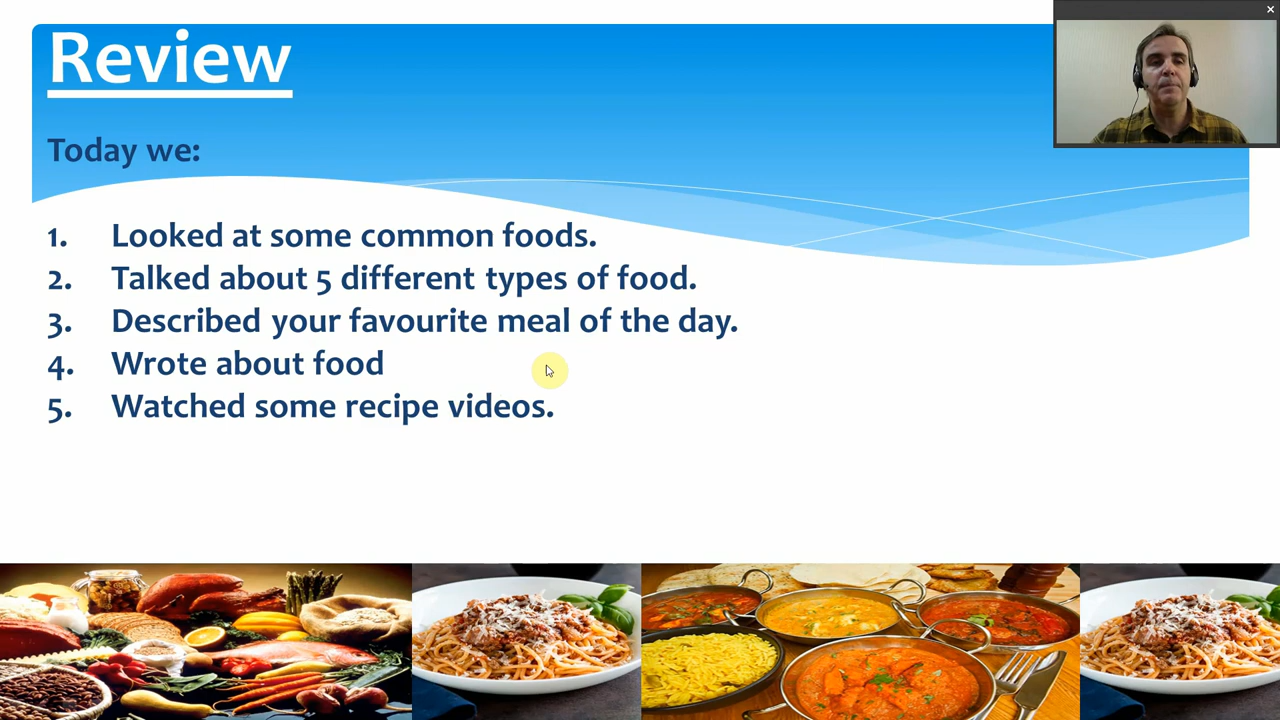 Review
Today we:
1. Looked at some common foods.
2. Talked about 5 different types of food.
3. Described your favourite meal of the day.
4. Wrote about food
5. Watched some recipe videos.